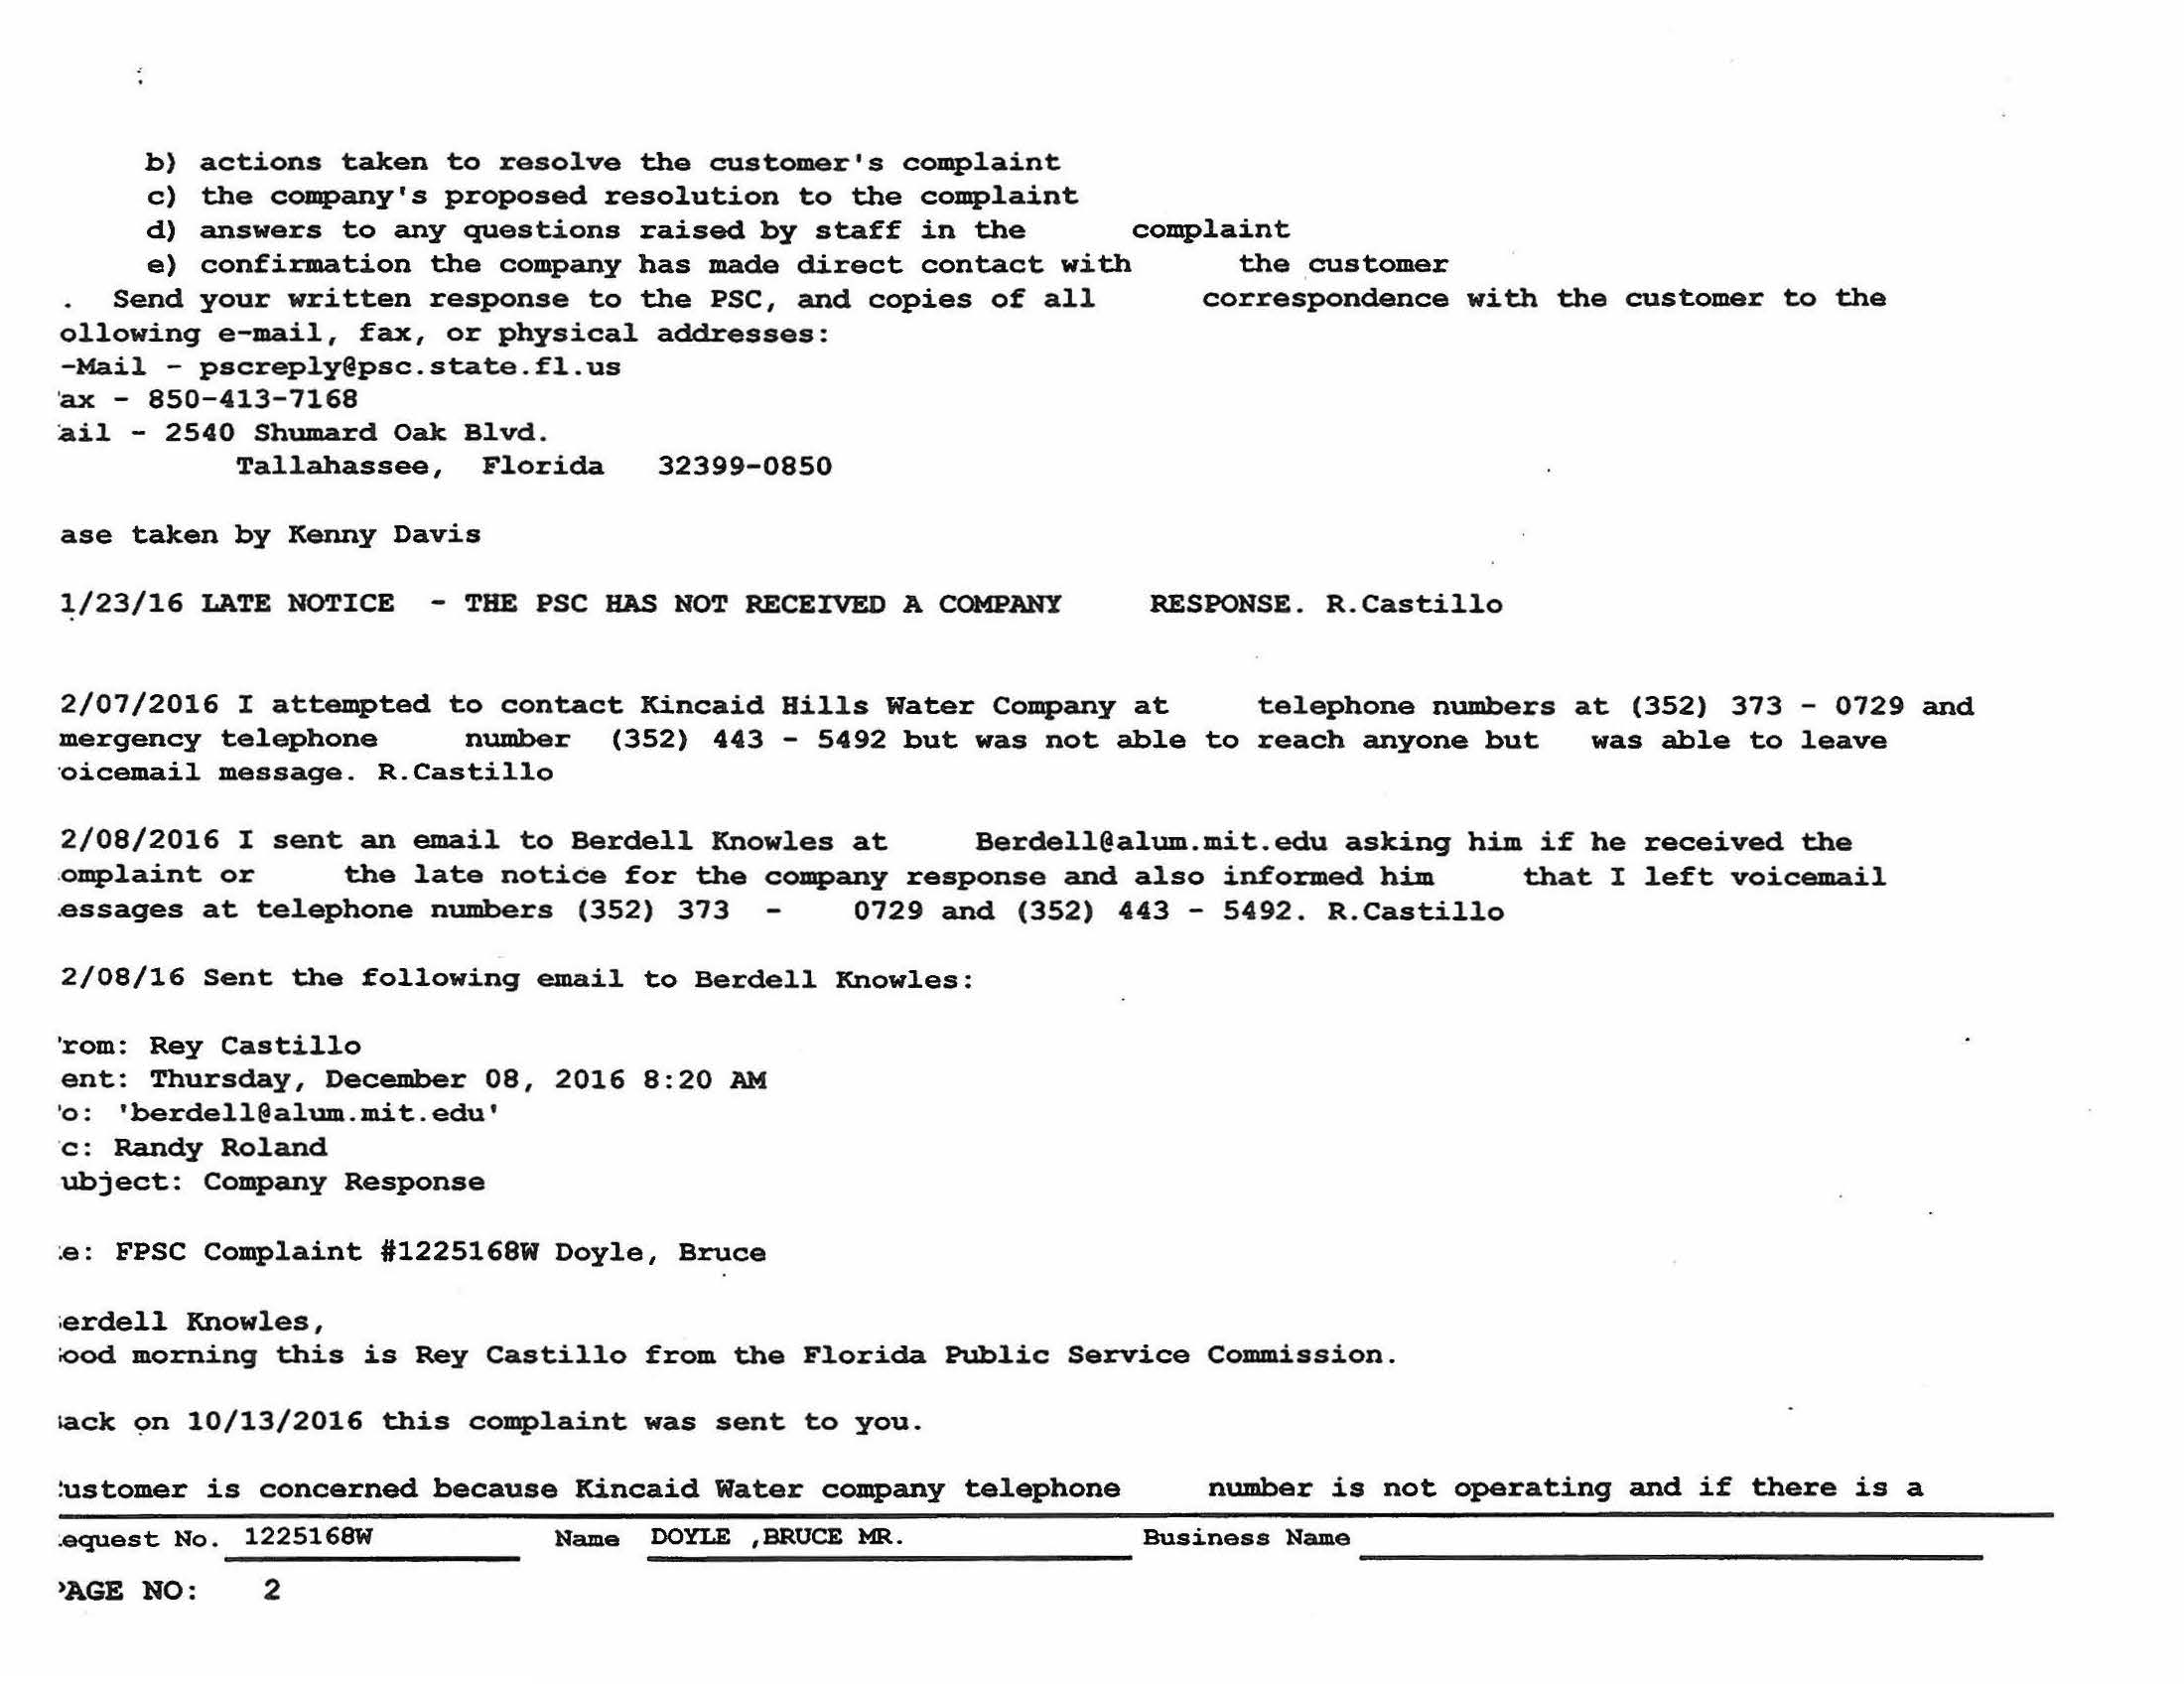 b) actions taken to resolve the customer's complaint
c) the company's proposed resolution to the complaint
d) answers to any questions raised by staff in the complaint
e) confirmation the company has made direct contact with the customer
. Send your written response to the PSC, and copies of all correspondence with the customer to the
ollowing e-mail, fax, or physical addresses:
-Mail - pscreply@psc.state.fl.us
ax - 850-413-7168
ail - 2540 Shumard Oak Blvd.
Tallahassee, Florida 32399-0850
ase taken by Kenny Davis
1/23/16 LATE NOTICE - THE PSC HAS NOT RECEIVED A COMPANY RESPONSE. R.Castillo
2/07/2016 I attempted to contact Kincaid Hills Water Company at telephone numbers at (352) 373 - 0729 and
mergency telephone number (352) 443 - 5492 but was not able to reach anyone but was able to leave
oicemail message. R.Castillo
2/08/2016 I sent an email to Berdell Knowles at Berdell@alum.mit.edu asking him if he received the
omplaint or the late notice for the company response and also informed him that I left voicemail
essages at telephone numbers (352) 373 - 0729 and (352) 443 - 5492. R.Castillo
2/08/16 Sent the following email to Berdell Knowles:
rom: Rey Castillo
ent: Thursday, December 08, 2016 8:20 AM
o: 'berdell@alum.mit.edu'
c: Randy Roland
ubject: Company Response
e: FPSC Complaint #1225168W Doyle, Bruce
erdell Knowles,
ood morning this is Rey Castillo from the Florida Public Service Commission.
ack on 10/13/2016 this complaint was sent to you.
ustomer is concerned because Kincaid Water company telephone number is not operating and if there is a
equest No. 1225168W Name DOYLE ,BRUCE MR. Business Name
PAGE NO: 2